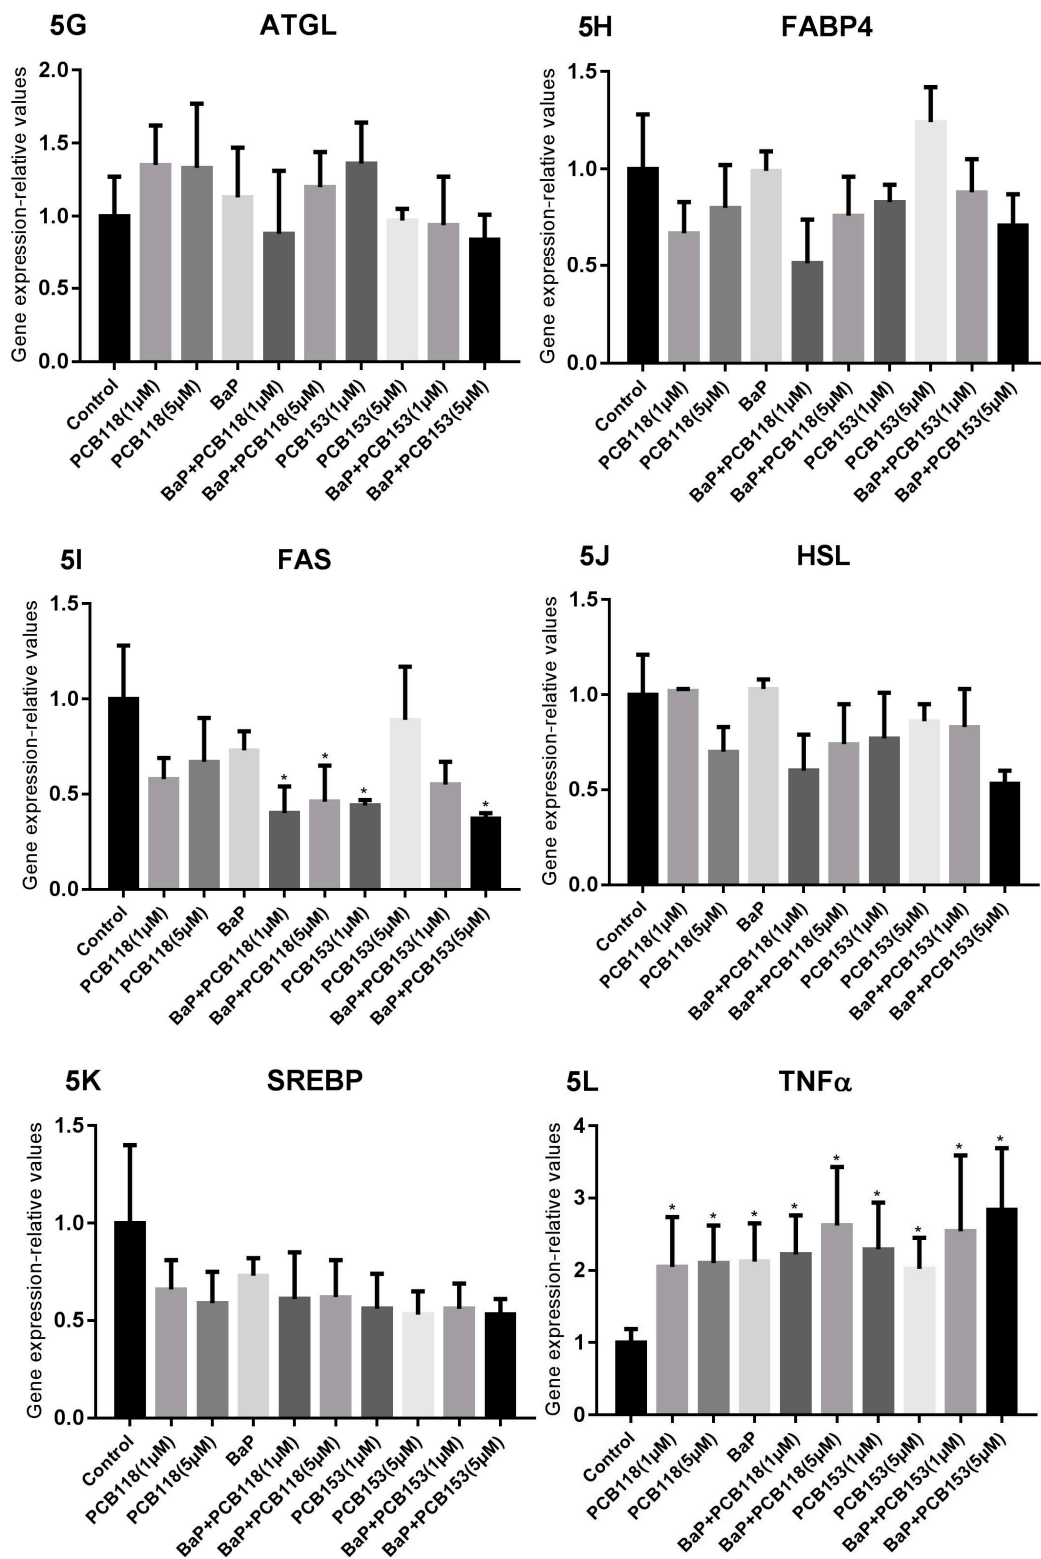 5G ATGL
Gene expression-relative values
2.0
1.5
1.0
0.5
0.0
Control
PCB118(1μM)
PCB118(5μM)
BaP
BaP+PCB118(1μM)
BaP+PCB118(5μM)
PCB153(1μM)
PCB153(5μM)
BaP+PCB153(1μM)
BaP+PCB153(5μM)
5H FABP4
Gene expression-relative values
1.5
1.0
0.5
0.0
Control
PCB118(1μM)
PCB118(5μM)
BaP
BaP+PCB118(1μM)
BaP+PCB118(5μM)
PCB153(1μM)
PCB153(5μM)
BaP+PCB153(1μM)
BaP+PCB153(5μM)
5I FAS
Gene expression-relative values
1.5
1.0
0.5
0.0
* * * *
Control
PCB118(1μM)
PCB118(5μM)
BaP
BaP+PCB118(1μM)
BaP+PCB118(5μM)
PCB153(1μM)
PCB153(5μM)
BaP+PCB153(1μM)
BaP+PCB153(5μM)
5J HSL
Gene expression-relative values
1.5
1.0
0.5
0.0
Control
PCB118(1μM)
PCB118(5μM)
BaP
BaP+PCB118(1μM)
BaP+PCB118(5μM)
PCB153(1μM)
PCB153(5μM)
BaP+PCB153(1μM)
BaP+PCB153(5μM)
5K SREBP
Gene expression-relative values
1.5
1.0
0.5
0.0
Control
PCB118(1μM)
PCB118(5μM)
BaP
BaP+PCB118(1μM)
BaP+PCB118(5μM)
PCB153(1μM)
PCB153(5μM)
BaP+PCB153(1μM)
BaP+PCB153(5μM)
5L TNFα
Gene expression-relative values
4
3
2
1
0
* * * * * * * * *
Control
PCB118(1μM)
PCB118(5μM)
BaP
BaP+PCB118(1μM)
BaP+PCB118(5μM)
PCB153(1μM)
PCB153(5μM)
BaP+PCB153(1μM)
BaP+PCB153(5μM)